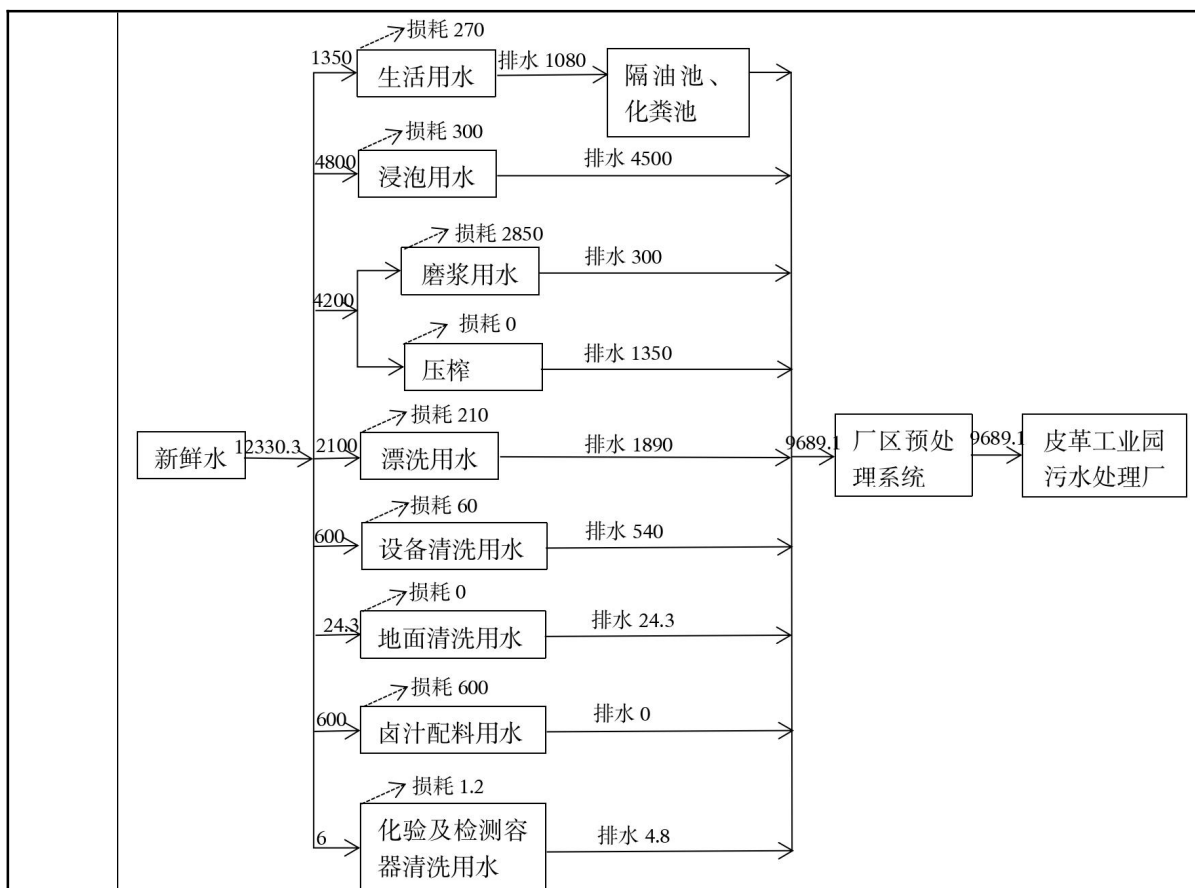 损耗 270
1350
生活用水
排水 1080
隔油池、
化粪池
损耗 300
4800
浸泡用水
排水 4500
损耗 2850
磨浆用水
排水 300
4200
损耗 0
压榨
排水 1350
新鲜水
12330.3
损耗 210
2100
漂洗用水
排水 1890
9689.1
厂区预处
理系统
9689.1
皮革工业园
污水处理厂
损耗 60
600
设备清洗用水
排水 540
损耗 0
24.3
地面清洗用水
排水 24.3
损耗 600
600
卤汁配料用水
排水 0
损耗 1.2
6
化验及检测容
器清洗用水
排水 4.8